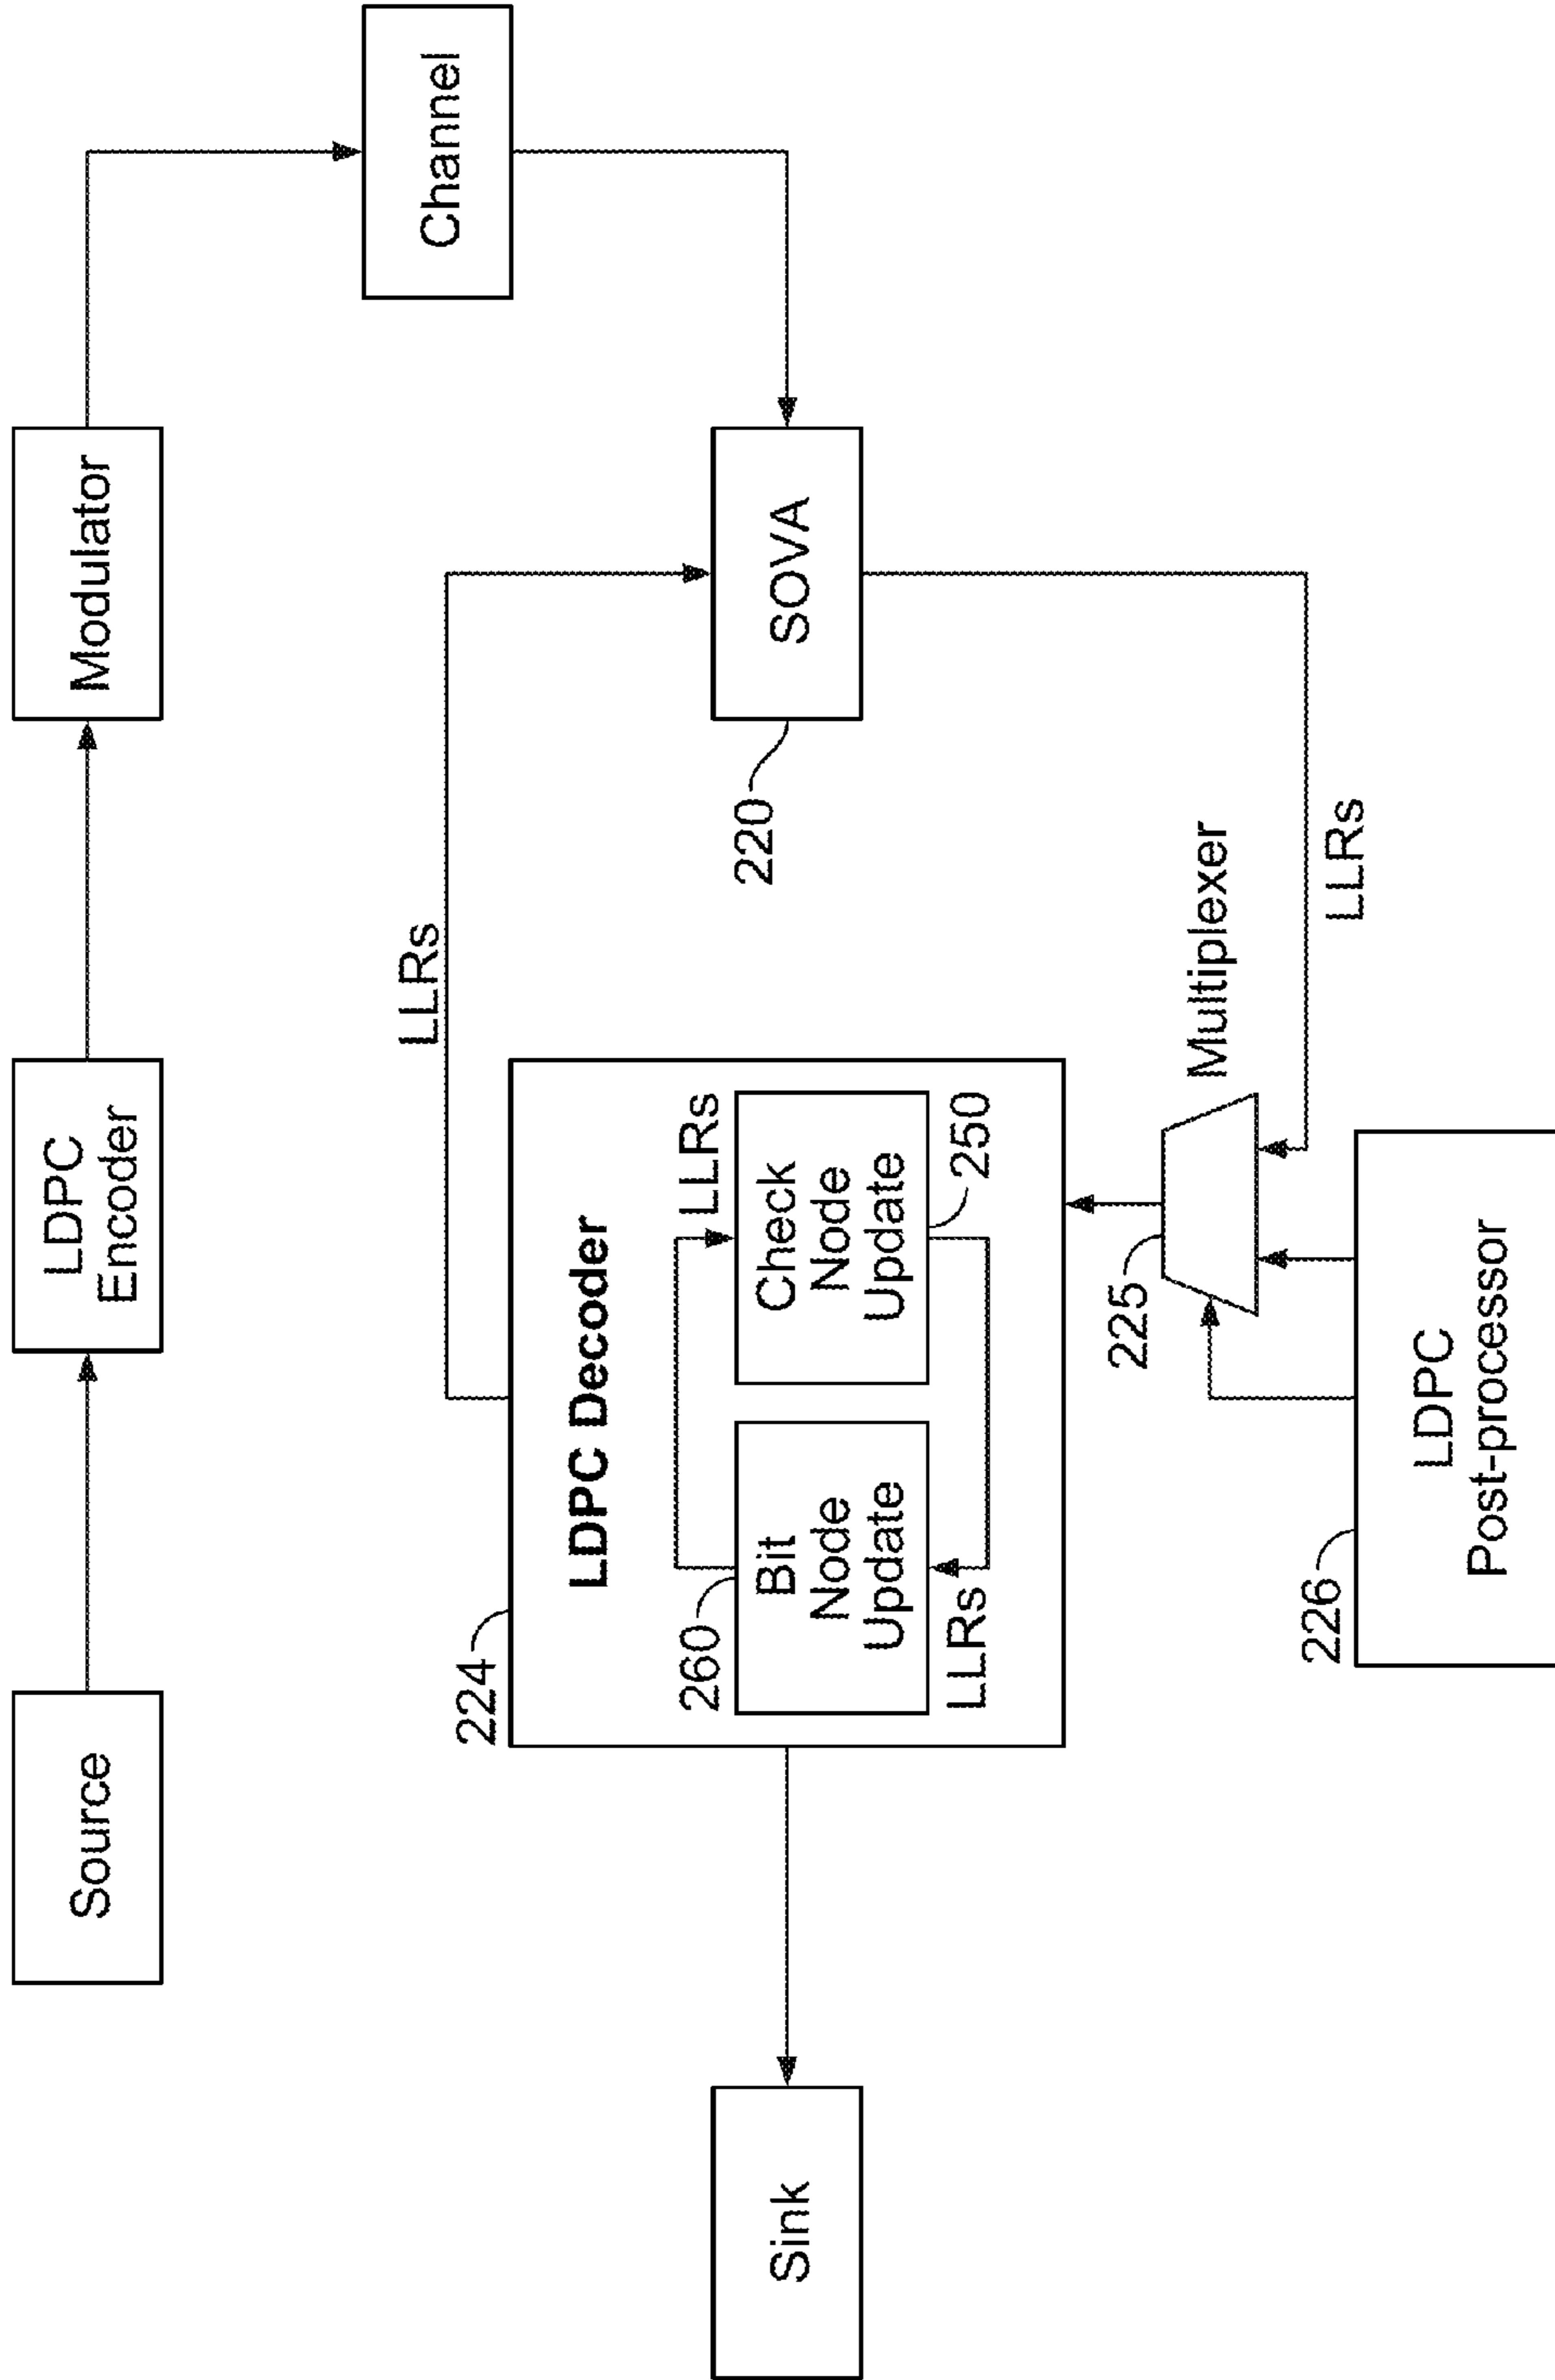 Source
LDPC
Encoder
Modulator
Channel
LLRs
224
LDPC Decoder
260
LLRs
Bit
Node
Update
Check
Node
Update
LLRs
250
Sink
SOVA
220
225
Multiplexer
LLRs
226
LDPC
Post-processor